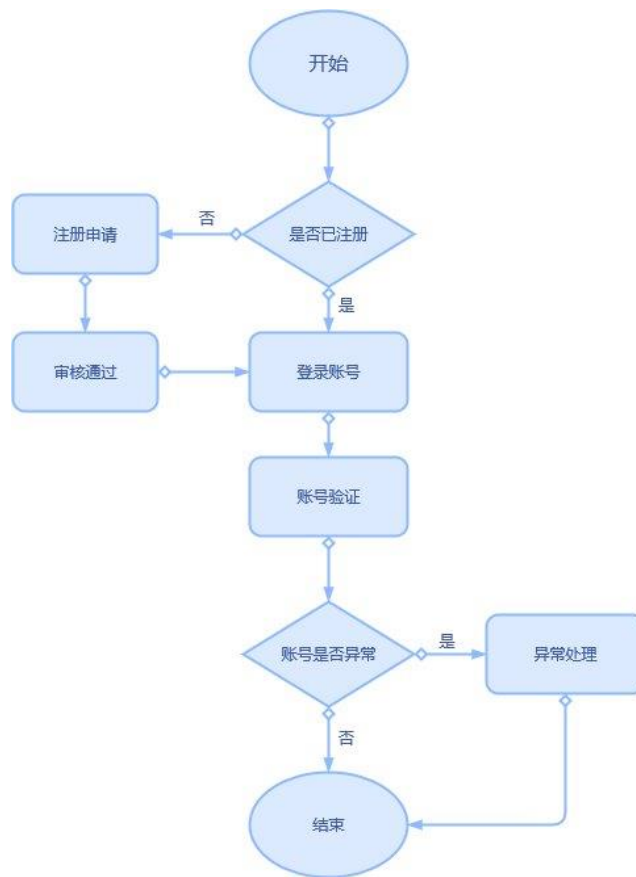 开始
是否已注册
否
注册申请
是
审核通过
登录账号
账号验证
账号是否异常
是
异常处理
否
结束